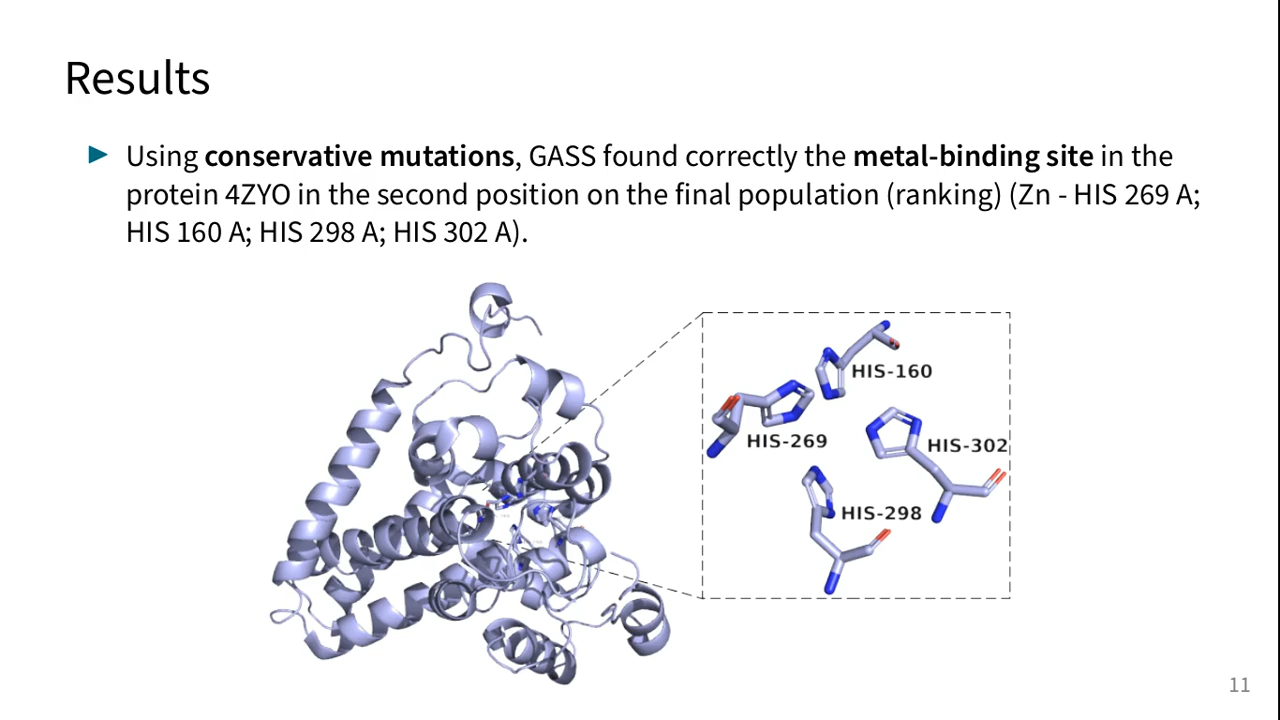 Results
Using conservative mutations, GASS found correctly the metal-binding site in the
protein 4ZYO in the second position on the final population (ranking) (Zn - HIS 269 A;
HIS 160 A; HIS 298 A; HIS 302 A).
HIS-160
HIS-269
HIS-302
HIS-298
11